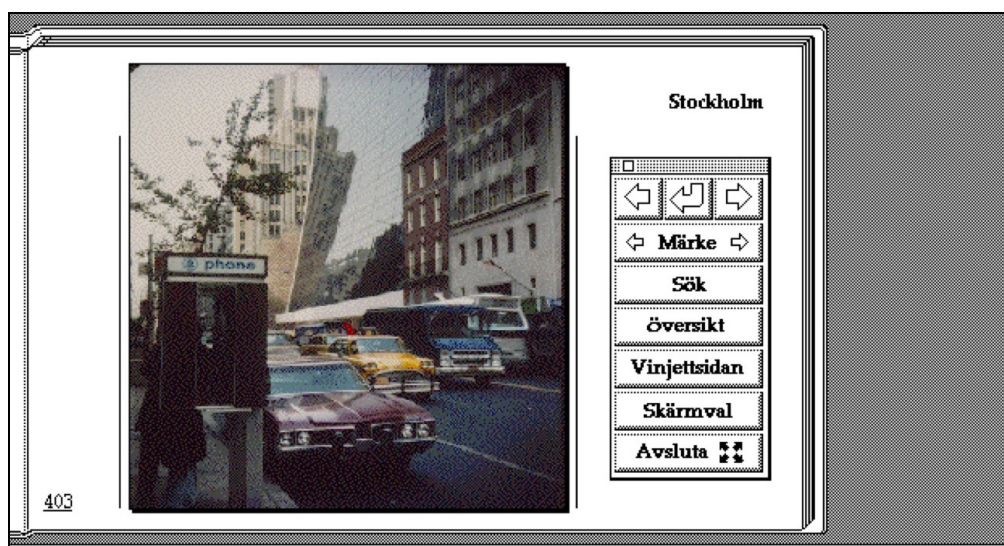 Stockholm
phone
Märke
Sök
Översikt
Vinjettsidan
Skärmval
Avsluta
403